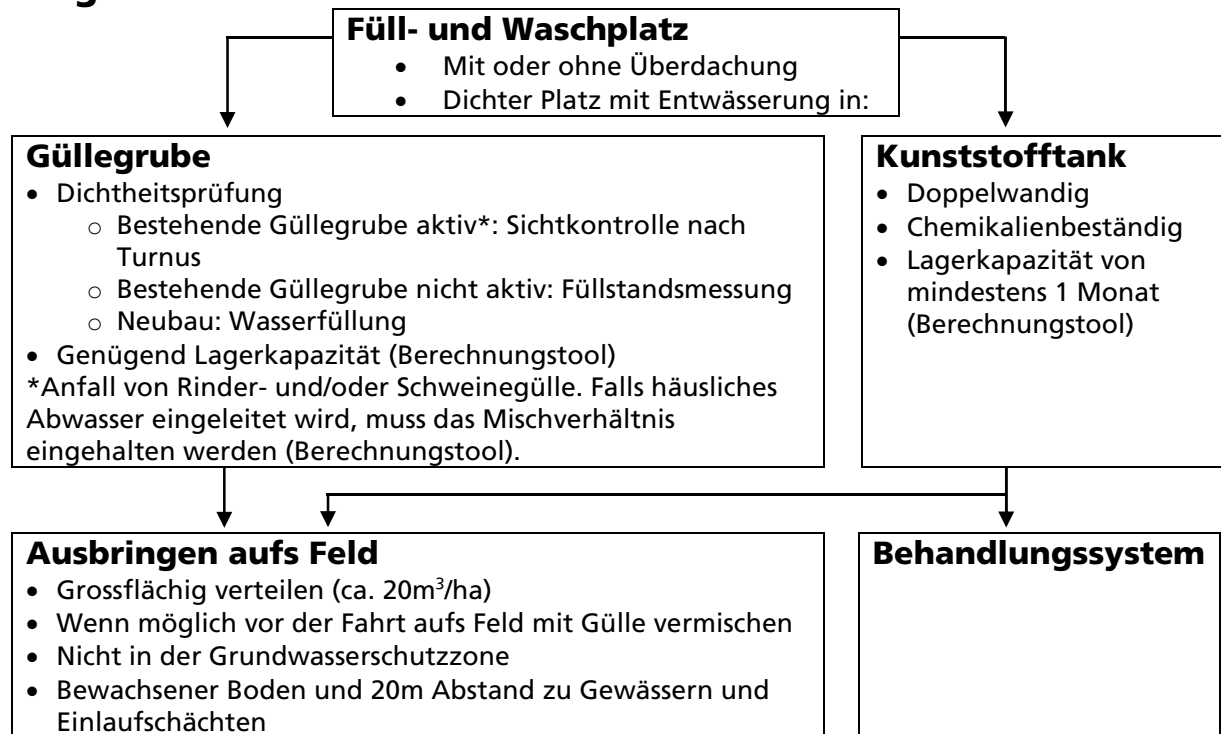 Füll- und Waschplatz
• Mit oder ohne Überdachung
• Dichter Platz mit Entwässerung in:
Güllegrube
• Dichtheitsprüfung
○ Bestehende Güllegrube aktiv*: Sichtkontrolle nach
Turnus
○ Bestehende Güllegrube nicht aktiv: Füllstandsmessung
○ Neubau: Wasserfüllung
• Genügend Lagerkapazität (Berechnungstool)
*Anfall von Rinder- und/oder Schweinegülle. Falls häusliches
Abwasser eingeleitet wird, muss das Mischverhältnis
eingehalten werden (Berechnungstool).
Kunststofftank
• Doppelwandig
• Chemikalienbeständig
• Lagerkapazität von
mindestens 1 Monat
(Berechnungstool)
Ausbringen aufs Feld
• Grossflächig verteilen (ca. 20m³/ha)
• Wenn möglich vor der Fahrt aufs Feld mit Gülle vermischen
• Nicht in der Grundwasserschutzzone
• Bewachsener Boden und 20m Abstand zu Gewässern und
Einlaufschächten
Behandlungssystem